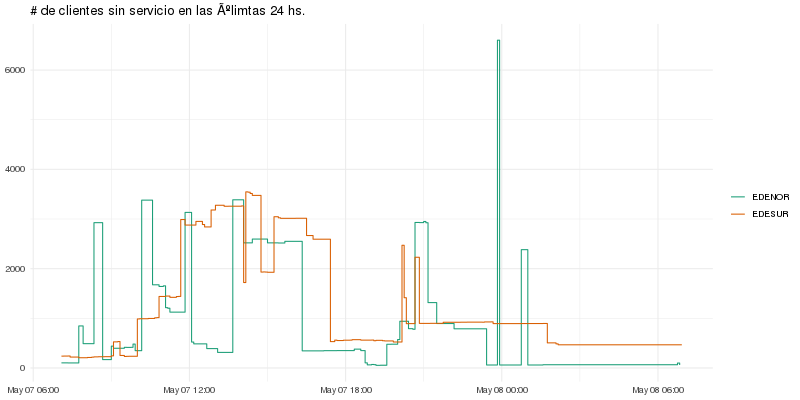 # de clientes sin servicio en las Ãºlimtas 24 hs.
6000
4000
2000
0
May 07 06:00
May 07 12:00
May 07 18:00
May 08 00:00
May 08 06:00
EDENOR
EDESUR